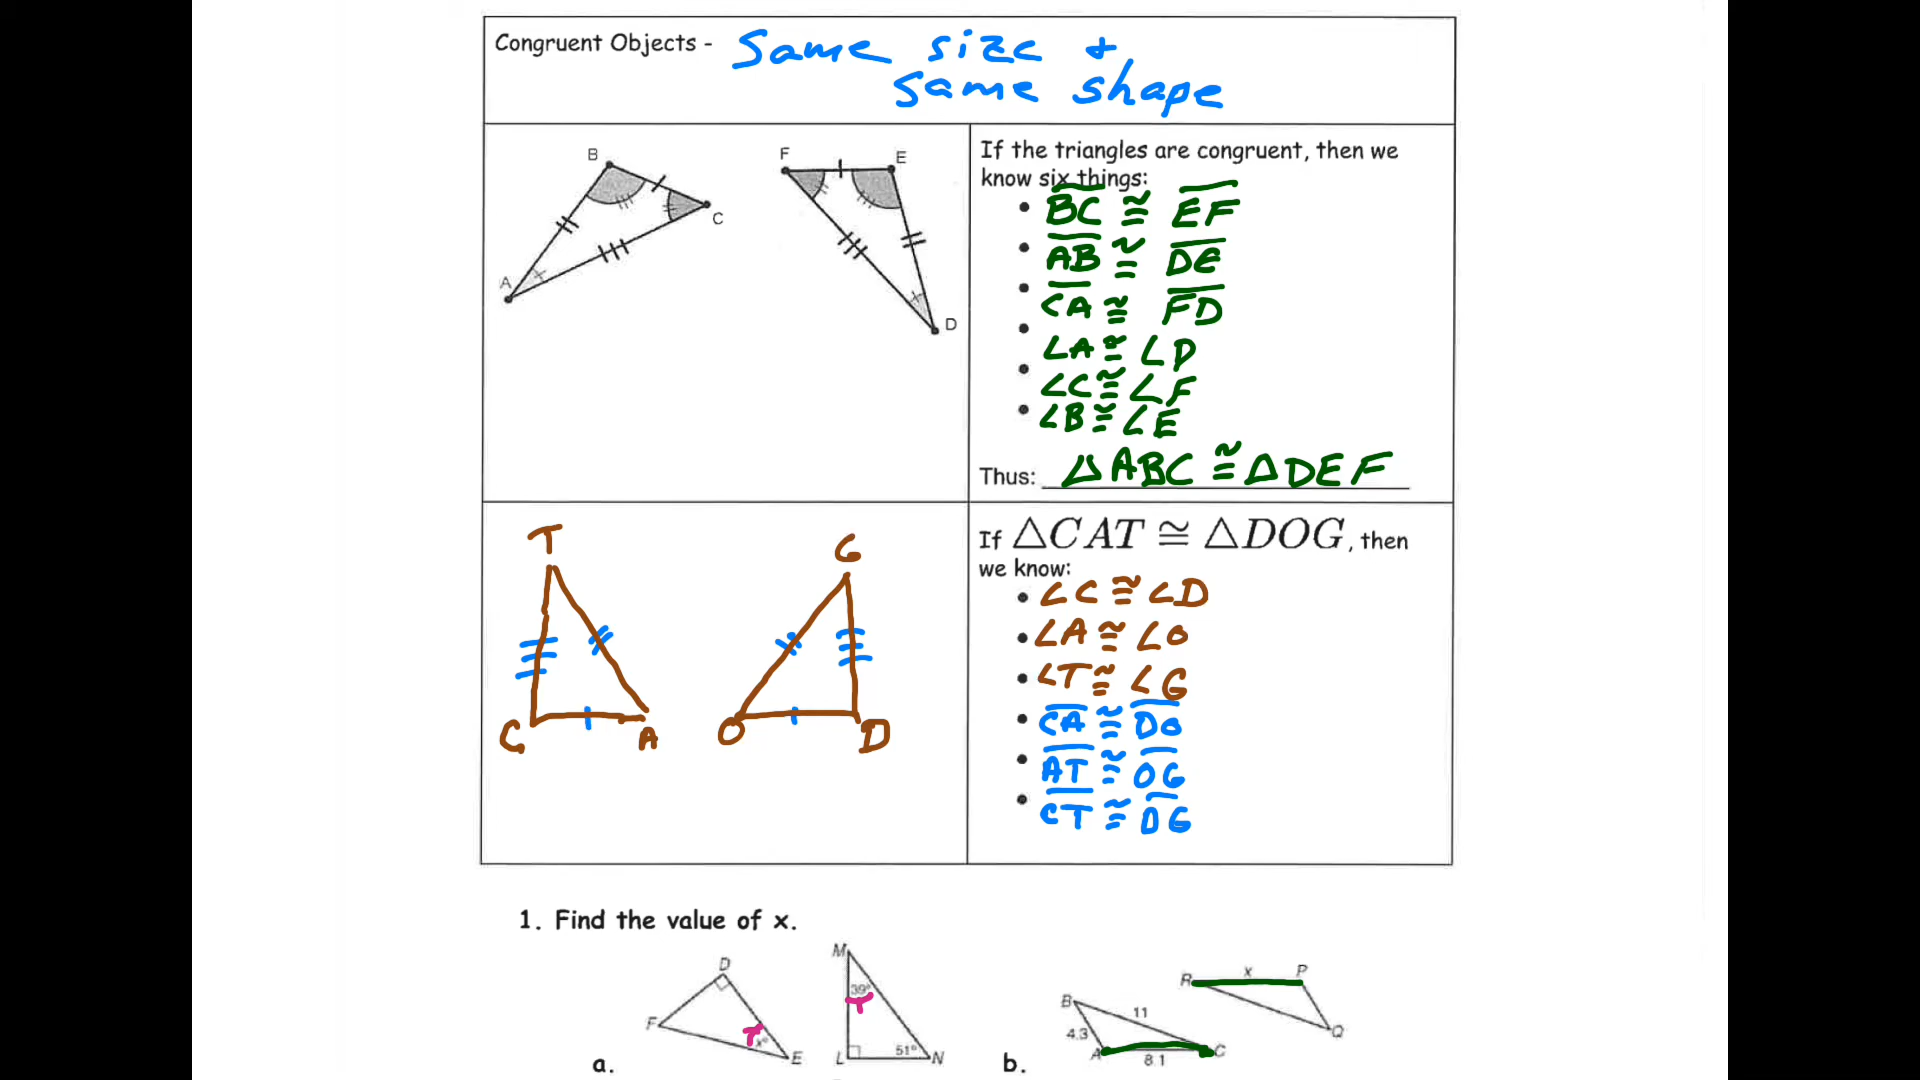 Congruent Objects - Same size +
same shape
B
C
A
F
E
D
If the triangles are congruent, then we
know six things:
• BC ≅ EF
• AB ≅ DE
• CA ≅ FD
• ∠A ≅ ∠D
• ∠C ≅ ∠F
• ∠B ≅ ∠E
Thus: △ABC ≅ △DEF
T
C
A
G
O
D
If △CAT ≅ △DOG, then
we know:
• ∠C ≅ ∠D
• ∠A ≅ ∠O
• ∠T ≅ ∠G
• CA ≅ DO
• AT ≅ OG
• CT ≅ DG
1. Find the value of x.
a.
D
F
x°
E
M
39°
L
51°
N
b.
B
11
4.3
A
8.1
C
R
x
P
Q